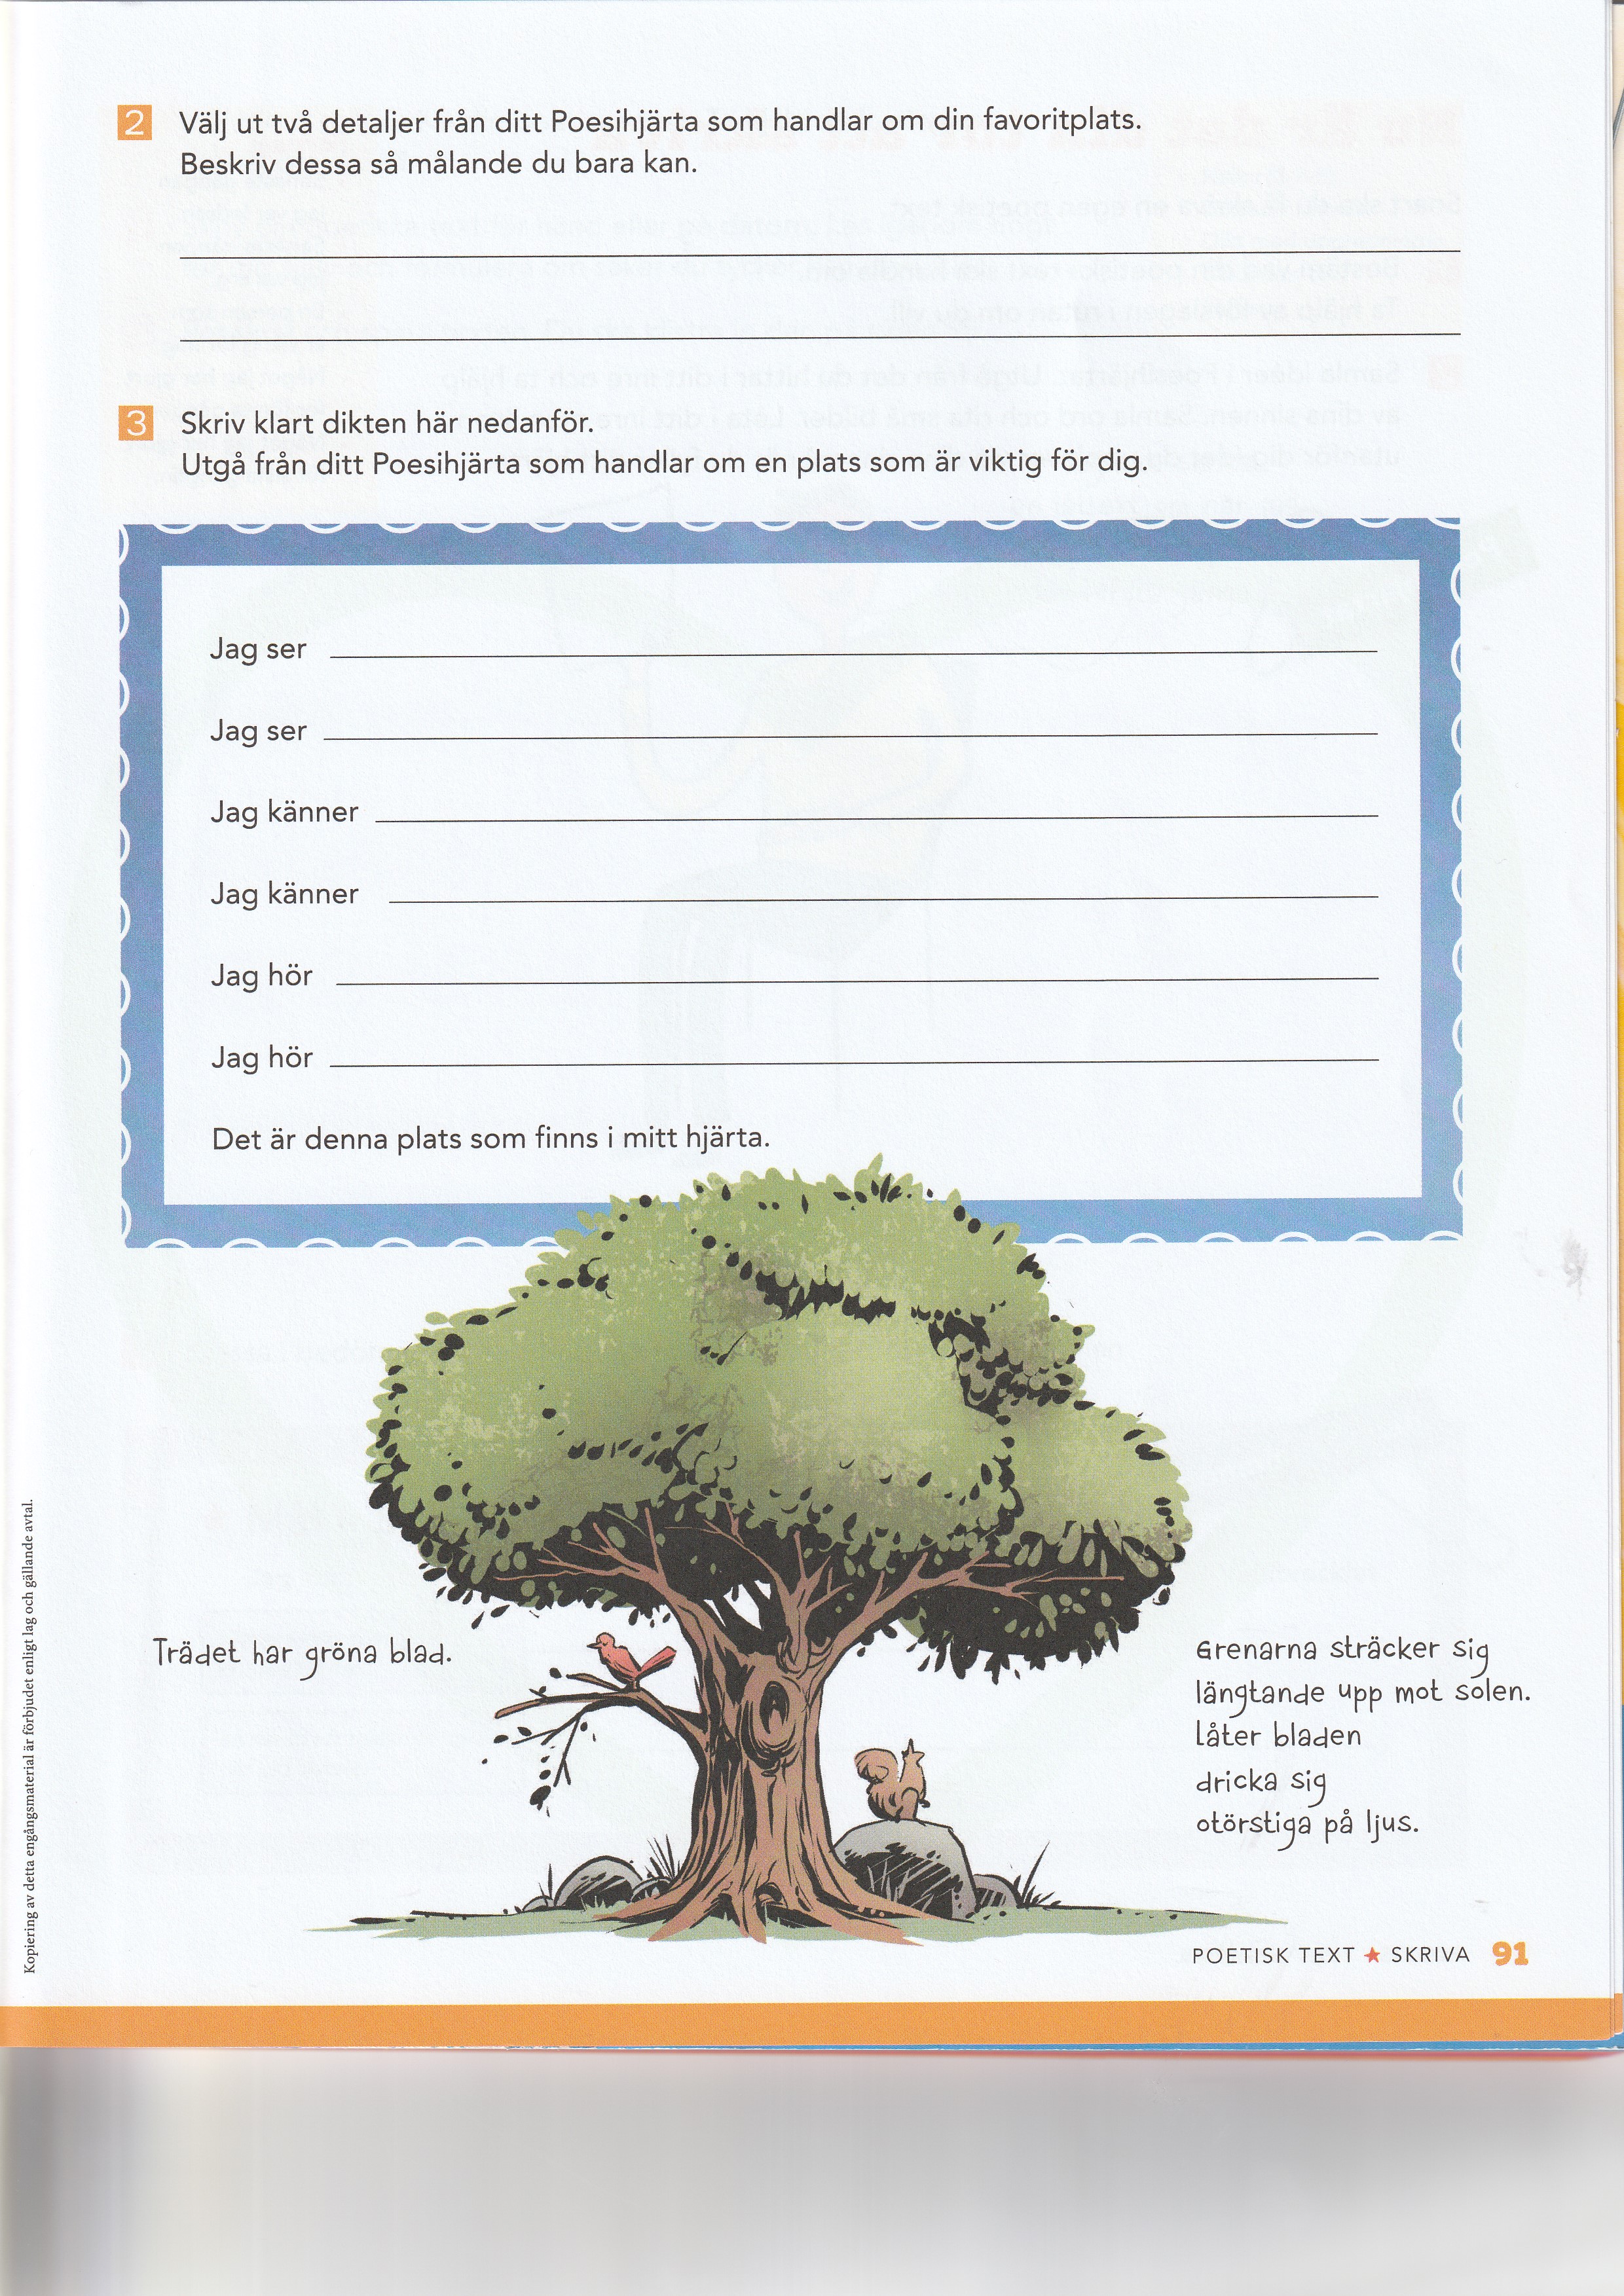 2 Välj ut två detaljer från ditt Poesihjärta som handlar om din favoritplats.
Beskriv dessa så målande du bara kan.
3 Skriv klart dikten här nedanför.
Utgå från ditt Poesihjärta som handlar om en plats som är viktig för dig.
Jag ser
Jag ser
Jag känner
Jag känner
Jag hör
Jag hör
Det är denna plats som finns i mitt hjärta.
Trädet har gröna blad.
Grenarna sträcker sig
längtande upp mot solen.
låter bladen
dricka sig
otörstiga på ljus.
Kopiering av detta engångsmaterial är förbjudet enligt lag och gällande avtal.
POETISK TEXT ★ SKRIVA 91